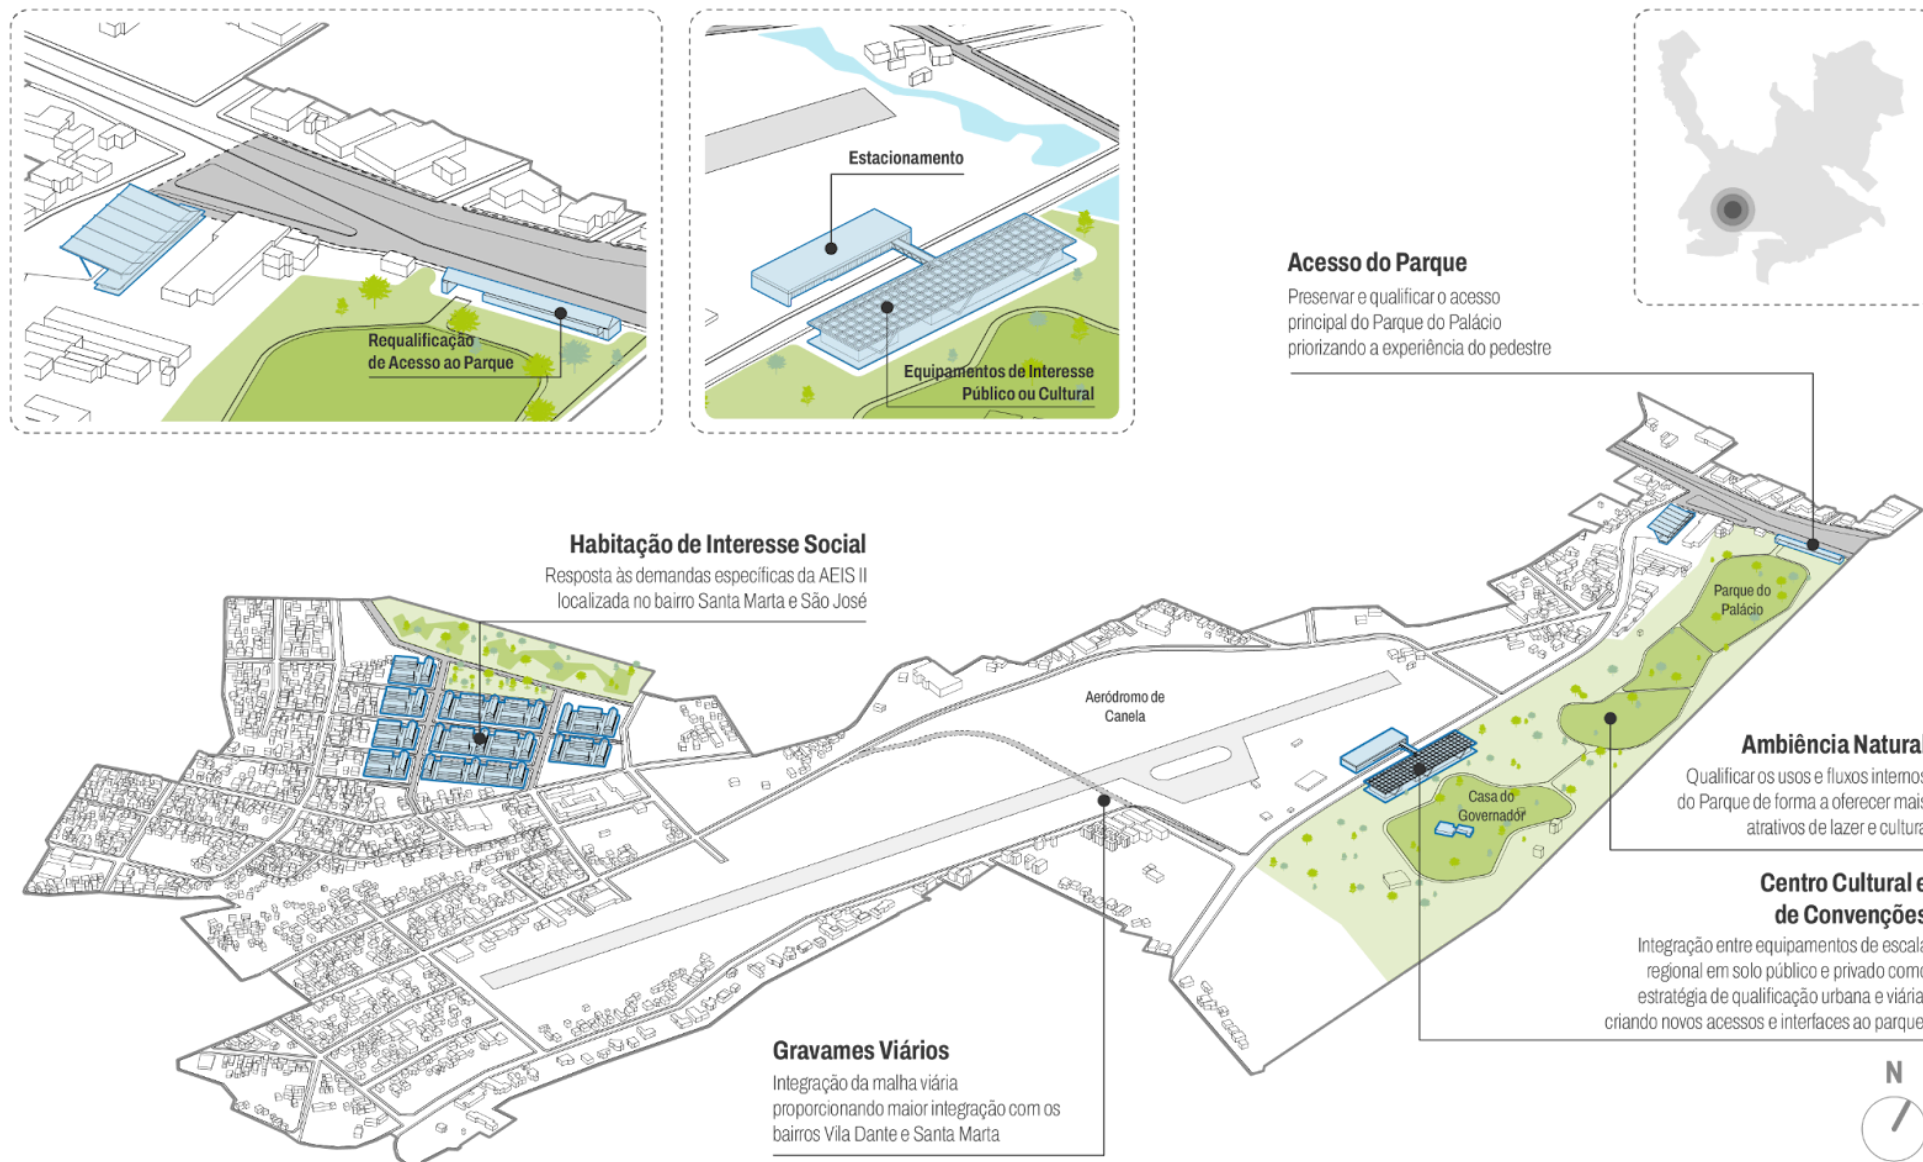 Requalificação
de Acesso ao Parque
Estacionamento
Equipamentos de Interesse
Público ou Cultural
Acesso do Parque
Preservar e qualificar o acesso
principal do Parque do Palácio
priorizando a experiência do pedestre
Habitação de Interesse Social
Resposta às demandas específicas da AEIS II
localizada no bairro Santa Marta e São José
Parque do
Palácio
Aeródromo de
Canela
Casa do
Governador
Ambiência Natural
Qualificar os usos e fluxos internos
do Parque de forma a oferecer mais
atrativos de lazer e cultura
Centro Cultural e
de Convenções
Integração entre equipamentos de escala
regional em solo público e privado como
estratégia de qualificação urbana e viária
criando novos acessos e interfaces ao parque
Gravames Viários
Integração da malha viária
proporcionando maior integração com os
bairros Vila Dante e Santa Marta
N